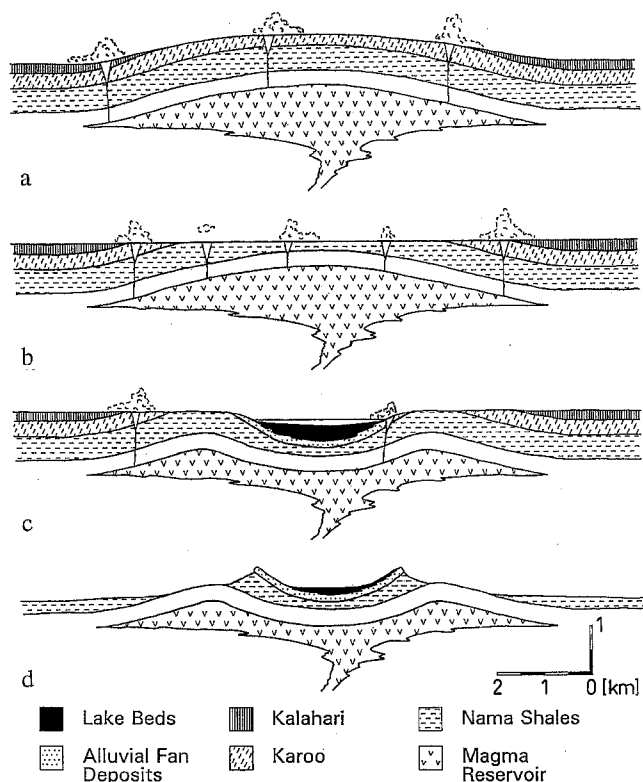 a
b
c
d
1
2 1 0 [km]
Lake Beds
Kalahari
Nama Shales
Alluvial Fan
Deposits
Karoo
Magma
Reservoir